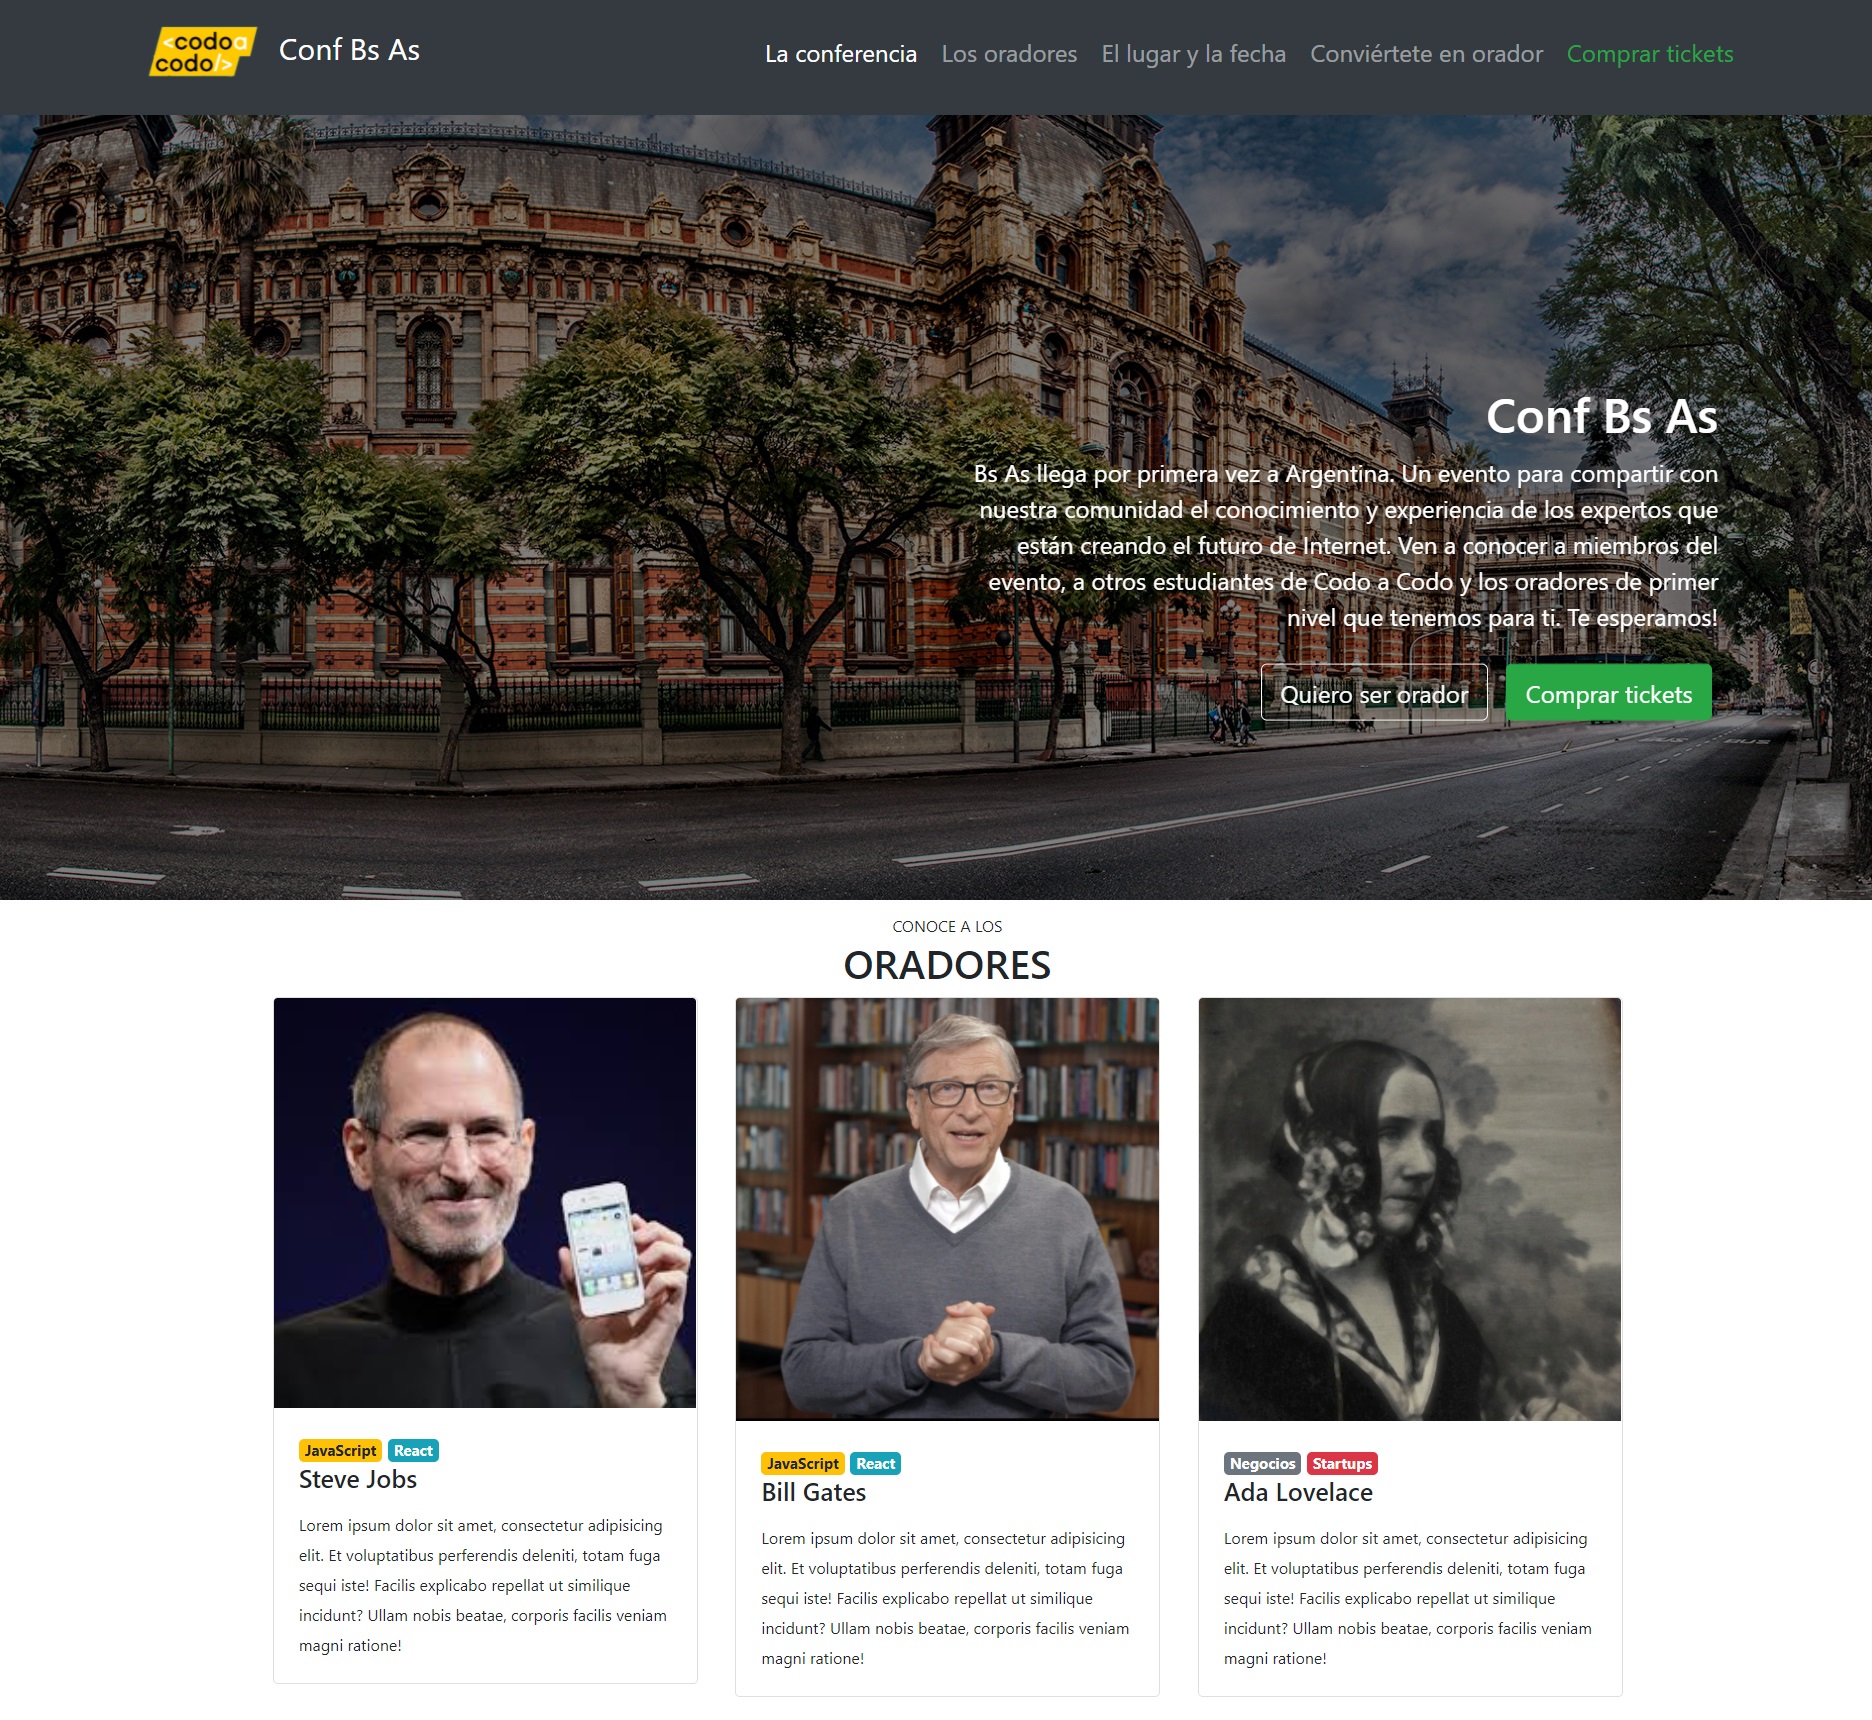 <codo a
codo/>
Conf Bs As
La conferencia Los oradores El lugar y la fecha Conviértete en orador Comprar tickets
Conf Bs As
Bs As llega por primera vez a Argentina. Un evento para compartir con
nuestra comunidad el conocimiento y experiencia de los expertos que
están creando el futuro de Internet. Ven a conocer a miembros del
evento, a otros estudiantes de Codo a Codo y los oradores de primer
nivel que tenemos para ti. Te esperamos!
Quiero ser orador Comprar tickets
CONOCE A LOS
ORADORES
JavaScript React
Steve Jobs
Lorem ipsum dolor sit amet, consectetur adipisicing
elit. Et voluptatibus perferendis deleniti, totam fuga
sequi iste! Facilis explicabo repellat ut similique
incidunt? Ullam nobis beatae, corporis facilis veniam
magni ratione!
JavaScript React
Bill Gates
Lorem ipsum dolor sit amet, consectetur adipisicing
elit. Et voluptatibus perferendis deleniti, totam fuga
sequi iste! Facilis explicabo repellat ut similique
incidunt? Ullam nobis beatae, corporis facilis veniam
magni ratione!
Negocios Startups
Ada Lovelace
Lorem ipsum dolor sit amet, consectetur adipisicing
elit. Et voluptatibus perferendis deleniti, totam fuga
sequi iste! Facilis explicabo repellat ut similique
incidunt? Ullam nobis beatae, corporis facilis veniam
magni ratione!